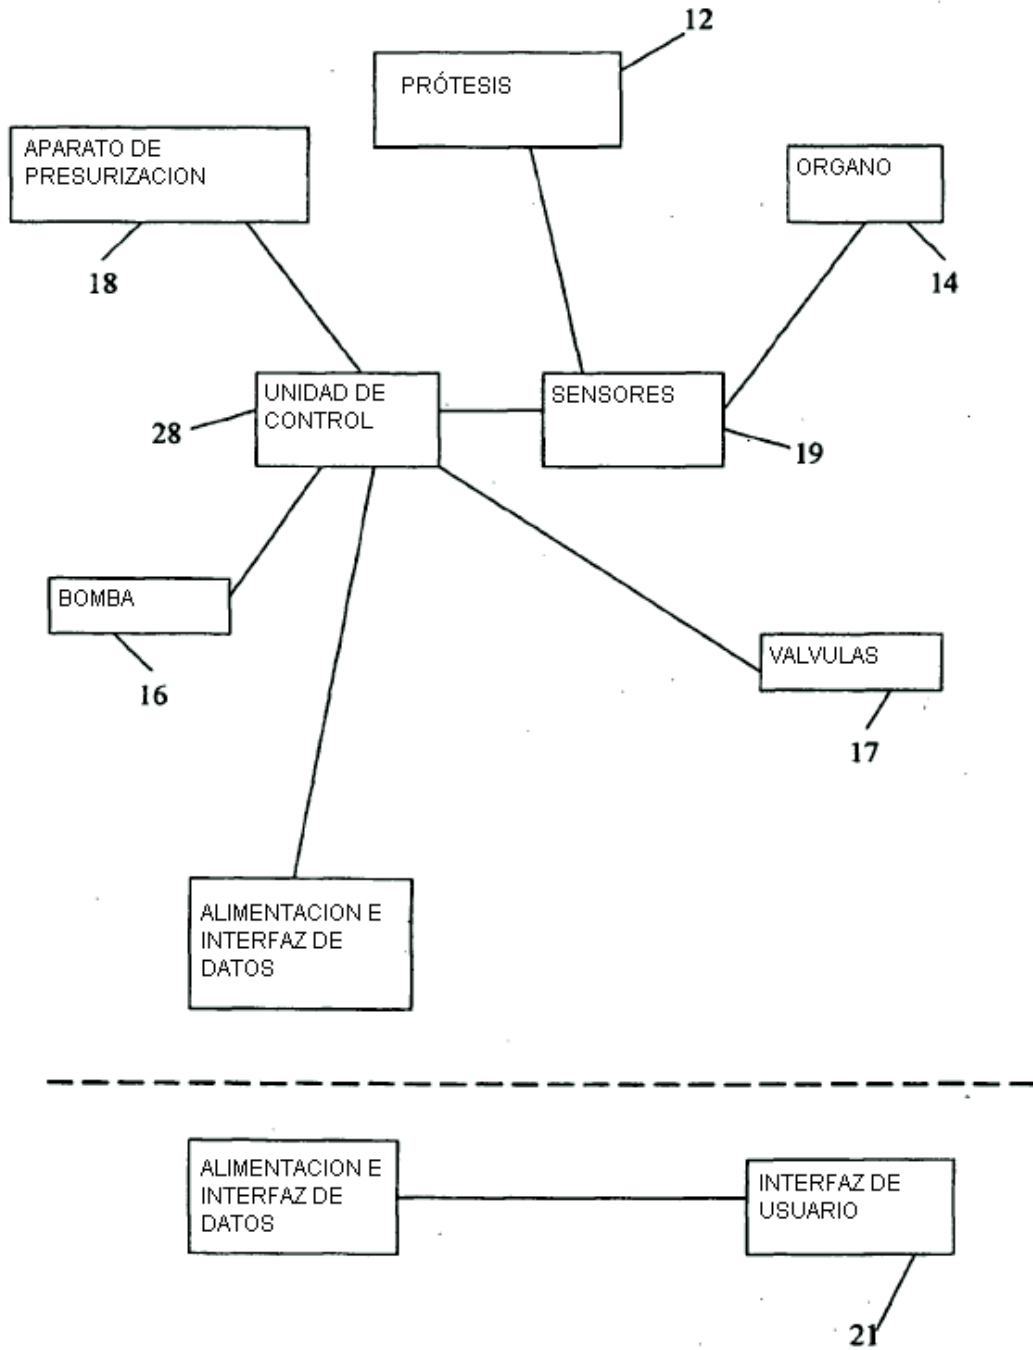 12
PRÓTESIS
APARATO DE
PRESURIZACION
ORGANO
18
14
UNIDAD DE
CONTROL
SENSORES
28
19
BOMBA
VALVULAS
16
17
ALIMENTACION E
INTERFAZ DE
DATOS
ALIMENTACION E
INTERFAZ DE
DATOS
INTERFAZ DE
USUARIO
21